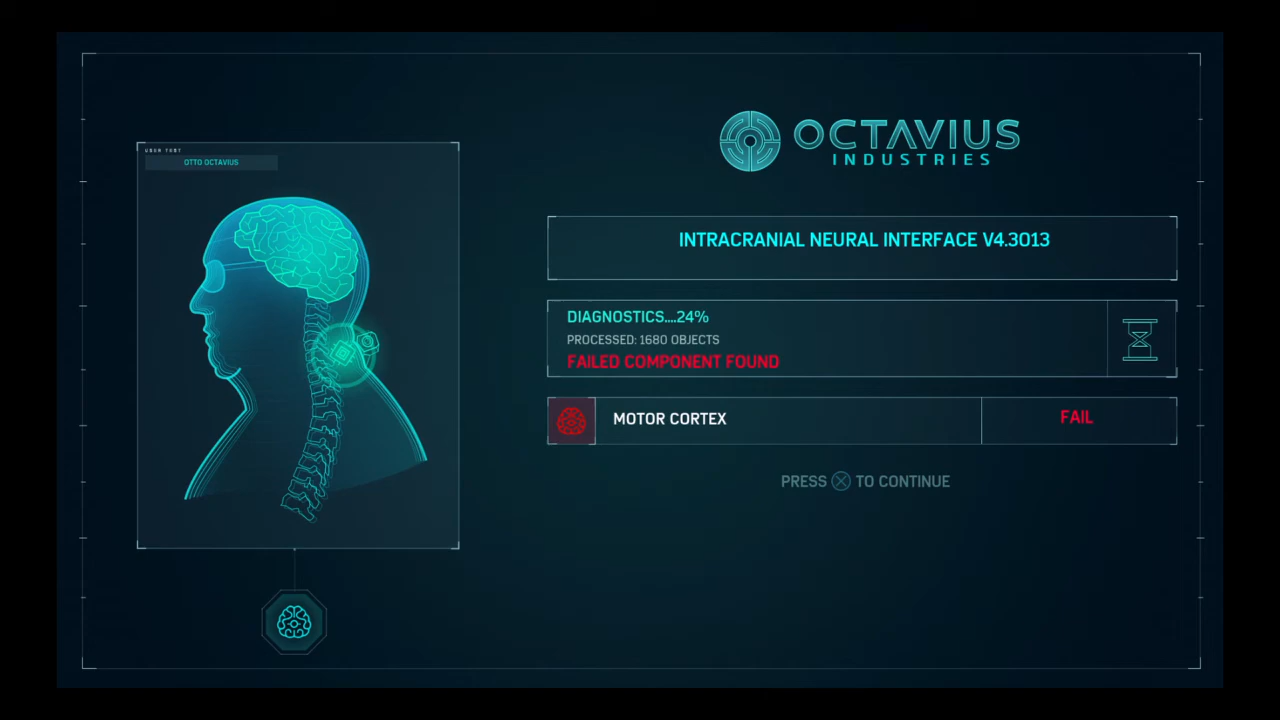 USER TEST
OTTO OCTAVIUS
OCTAVIUS
INDUSTRIES
INTRACRANIAL NEURAL INTERFACE V4.3013
DIAGNOSTICS....24%
PROCESSED: 1680 OBJECTS
FAILED COMPONENT FOUND
MOTOR CORTEX
FAIL
PRESS TO CONTINUE